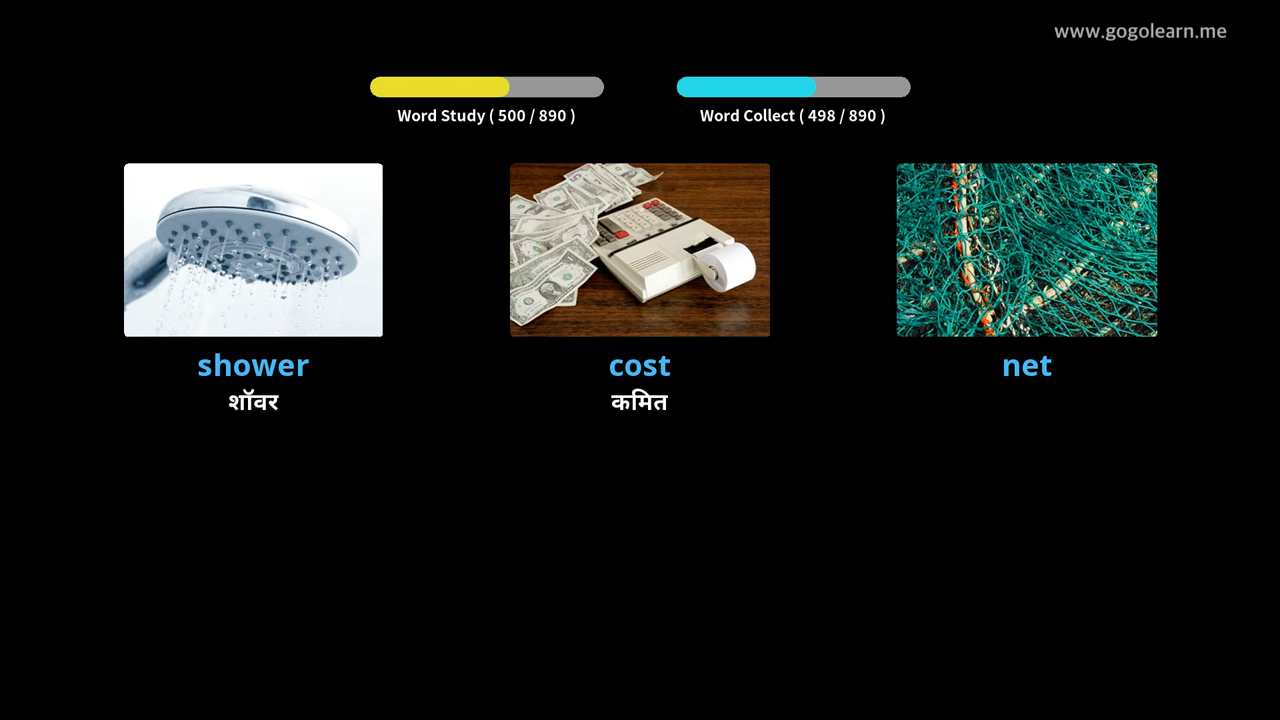 www.gogolearn.me
Word Study ( 500 / 890 )
Word Collect ( 498 / 890 )
shower
cost
net
शॉवर
कमित